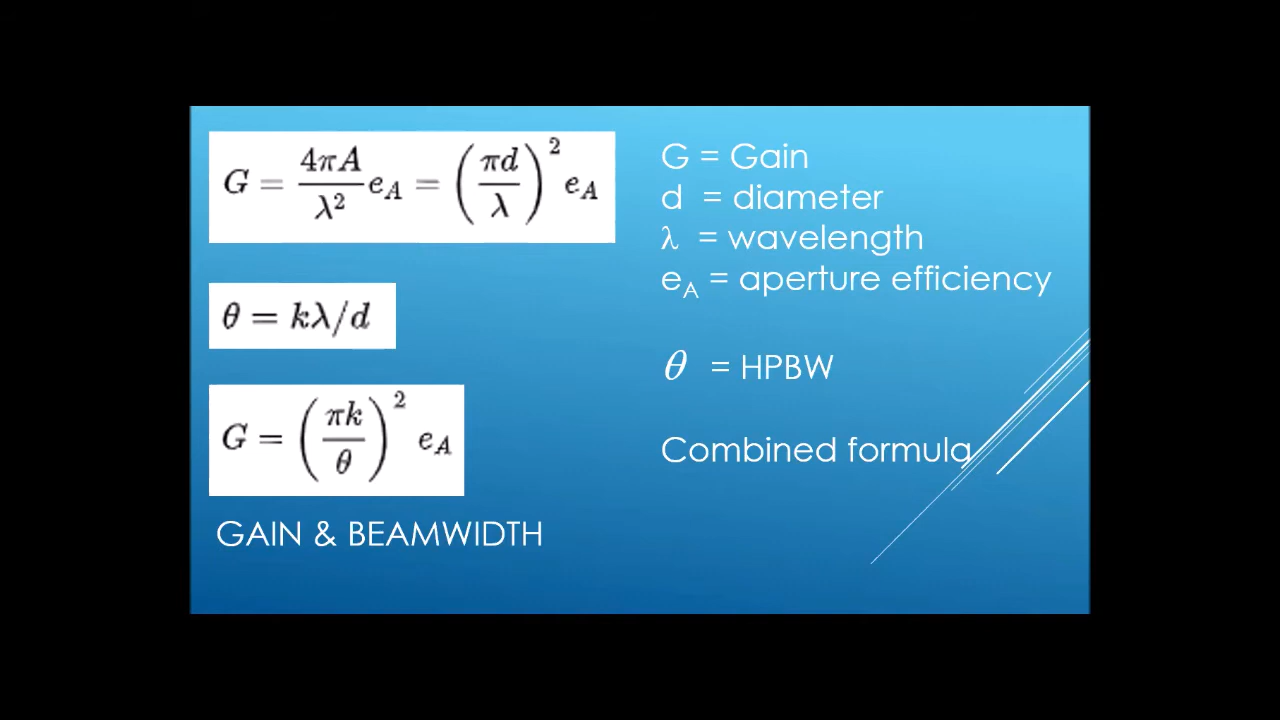 G = 4πA/λ² e_A = (πd/λ)² e_A
θ = kλ/d
G = (πk/θ)² e_A
GAIN & BEAMWIDTH
G = Gain
d = diameter
λ = wavelength
e_A = aperture efficiency
θ = HPBW
Combined formula